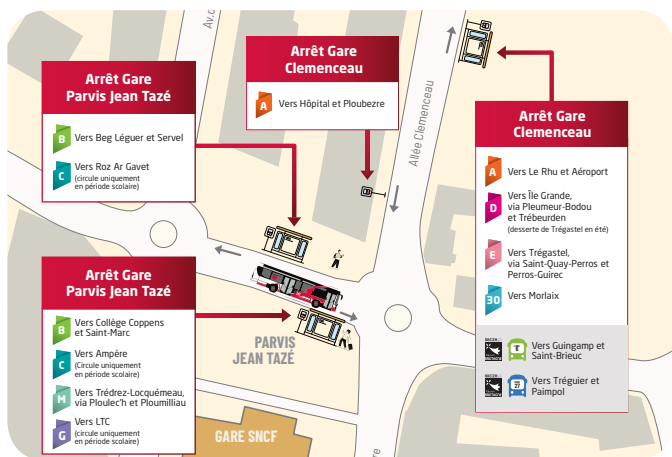 Av.
Arrêt Gare
Clemenceau
A
Vers Hôpital et Ploubezre
Allée Clemenceau
Arrêt Gare
Parvis Jean Tazé
B
Vers Beg Léguer et Servel
C
Vers Roz Ar Gavet
(circule uniquement
en période scolaire)
Arrêt Gare
Clemenceau
A
Vers Le Rhu et Aéroport
D
Vers Île Grande,
via Pleumeur-Bodou
et Trébeurden
(desserte de Trégastel en été)
E
Vers Trégastel,
via Saint-Quay-Perros et
Perros-Guirec
30
Vers Morlaix
T
Vers Guingamp et
Saint-Brieuc
27
Vers Tréguier et
Paimpol
Arrêt Gare
Parvis Jean Tazé
B
Vers Collège Coppens
et Saint-Marc
C
Vers Ampère
(Circule uniquement
en période scolaire)
M
Vers Trédrez-Locquémeau,
via Ploulec'h et Ploumilliau
G
Vers LTC
(circule uniquement
en période scolaire)
PARVIS
JEAN TAZÉ
GARE SNCF